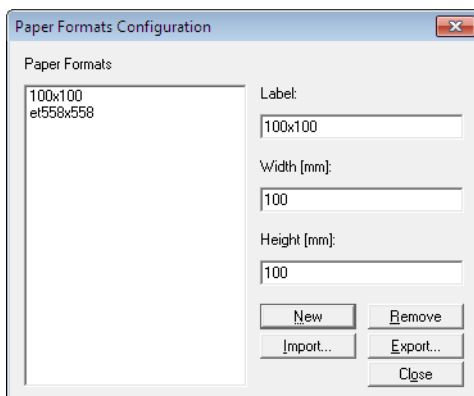 Paper Formats Configuration
Paper Formats
100x100
et558x558
Label:
100x100
Width [mm]:
100
Height [mm]:
100
New
Remove
Import...
Export...
Close